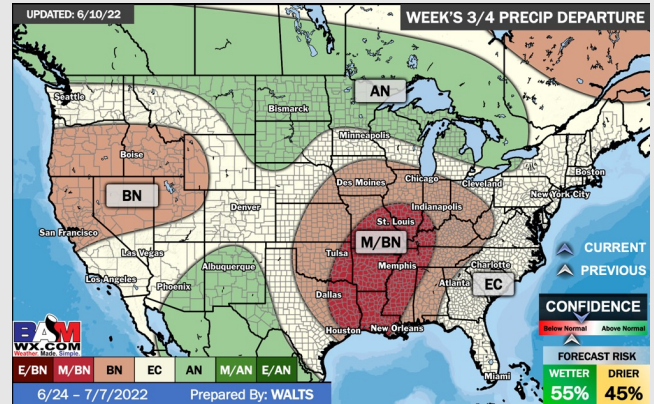 UPDATED: 6/10/22
WEEK'S 3/4 PRECIP DEPARTURE
Seattle
Bismarck
AN
Minneapolis
Boise
Boston
Des Moines
Chicago
Cleveland
BN
New York City
Denver
Indianapolis
San Francisco
St. Louis
M/BN
CURRENT
Las Vegas
Tulsa
Memphis
Charlotte
PREVIOUS
Albuquerque
Los Angeles
Phoenix
Atlanta
EC
Dallas
CONFIDENCE
Below Normal
Above Normal
Houston
New Orleans
BAM
WX.COM
Weather. Made. Simple.
FORECAST RISK
E/BN M/BN BN EC AN M/AN E/AN
WETTER DRIER
Miami
6/24 – 7/7/2022 Prepared By: WALTS
55% 45%